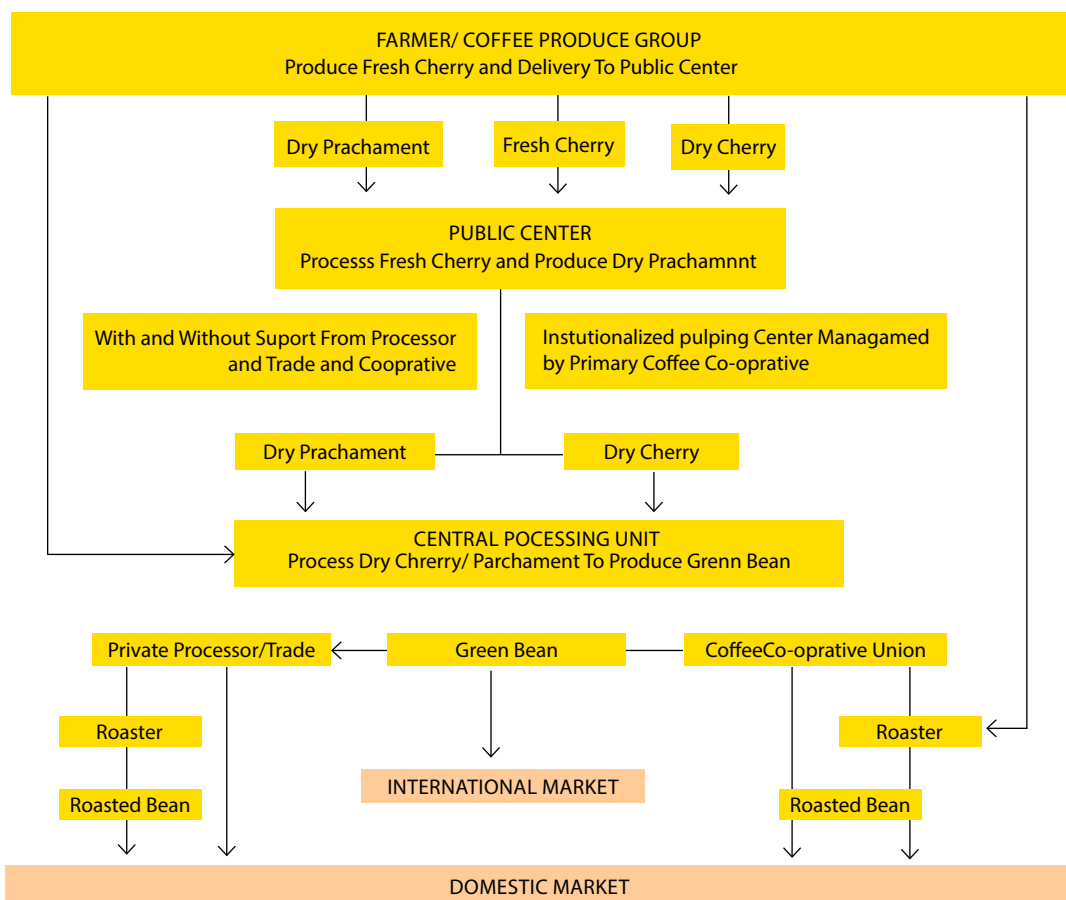 FARMER/ COFFEE PRODUCE GROUP
Produce Fresh Cherry and Delivery To Public Center
Dry Prachament
Fresh Cherry
Dry Cherry
PUBLIC CENTER
Processs Fresh Cherry and Produce Dry Prachamnnt
With and Without Suport From Processor
and Trade and Cooprative
Instutionalized pulping Center Managamed
by Primary Coffee Co-oprative
Dry Prachament
Dry Cherry
CENTRAL POCESSING UNIT
Process Dry Chrerry/ Parchament To Produce Grenn Bean
Private Processor/Trade
Green Bean
CoffeeCo-oprative Union
Roaster
Roaster
INTERNATIONAL MARKET
Roasted Bean
Roasted Bean
DOMESTIC MARKET